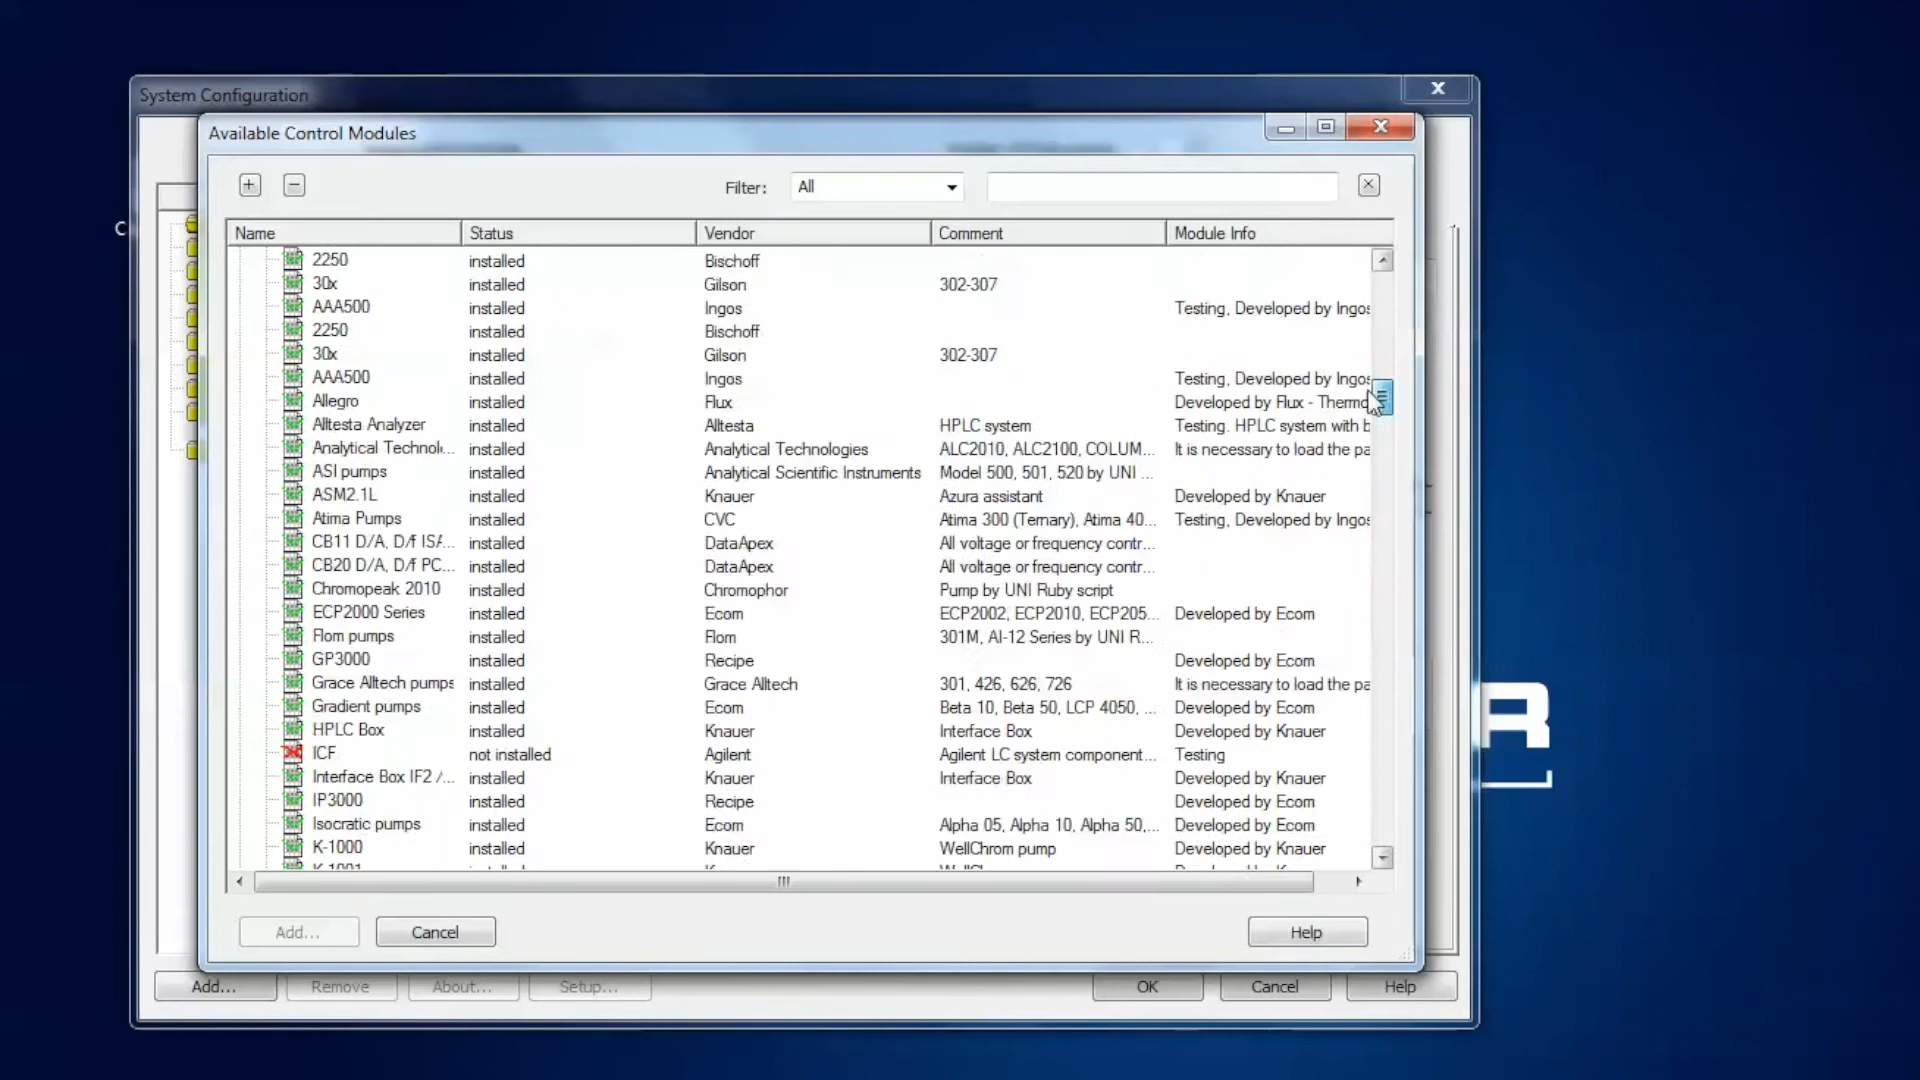 System Configuration
Available Control Modules
Filter: All
Name Status Vendor Comment Module Info
2250 installed Bischoff
30x installed Gilson 302-307
AAA500 installed Ingos Testing, Developed by Ingos
2250 installed Bischoff
30x installed Gilson 302-307
AAA500 installed Ingos Testing, Developed by Ingos
Allegro installed Flux Developed by Flux - Thermo
Alltesta Analyzer installed Alltesta HPLC system Testing. HPLC system with b
Analytical Technolo... installed Analytical Technologies ALC2010, ALC2100, COLUM... It is necessary to load the pa
ASI pumps installed Analytical Scientific Instruments Model 500, 501, 520 by UNI ...
ASM2.1L installed Knauer Azura assistant Developed by Knauer
Atima Pumps installed CVC Atima 300 (Ternary), Atima 40... Testing, Developed by Ingos
CB11 D/A, D/f ISA... installed DataApex All voltage or frequency contr...
CB20 D/A, D/f PC... installed DataApex All voltage or frequency contr...
Chromopeak 2010 installed Chromophor Pump by UNI Ruby script
ECP2000 Series installed Ecom ECP2002, ECP2010, ECP205... Developed by Ecom
Flom pumps installed Flom 301M, AI-12 Series by UNI R...
GP3000 installed Recipe Developed by Ecom
Grace Alltech pumps installed Grace Alltech 301, 426, 626, 726 It is necessary to load the pa
Gradient pumps installed Ecom Beta 10, Beta 50, LCP 4050, ... Developed by Ecom
HPLC Box installed Knauer Interface Box Developed by Knauer
ICF not installed Agilent Agilent LC system component... Testing
Interface Box IF2 /... installed Knauer Interface Box Developed by Knauer
IP3000 installed Recipe Developed by Ecom
Isocratic pumps installed Ecom Alpha 05, Alpha 10, Alpha 50,... Developed by Ecom
K-1000 installed Knauer WellChrom pump Developed by Knauer
K-1001
Add... Cancel Help
Add... Remove About... Setup... OK Cancel Help
C
R